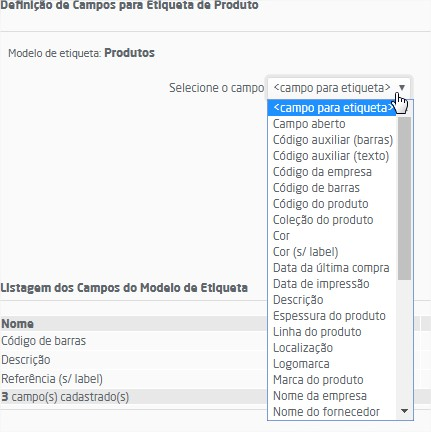 Definição de Campos para Etiqueta de Produto
Modelo de etiqueta: Produtos
Selecione o campo <campo para etiqueta>
<campo para etiqueta>
Campo aberto
Código auxiliar (barras)
Código auxiliar (texto)
Código da empresa
Código de barras
Código do produto
Coleção do produto
Cor
Cor (s/ label)
Data da última compra
Data de impressão
Descrição
Espessura do produto
Linha do produto
Localização
Logomarca
Marca do produto
Nome da empresa
Nome do fornecedor
Listagem dos Campos do Modelo de Etiqueta
Nome
Código de barras
Descrição
Referência (s/ label)
3 campo(s) cadastrado(s)